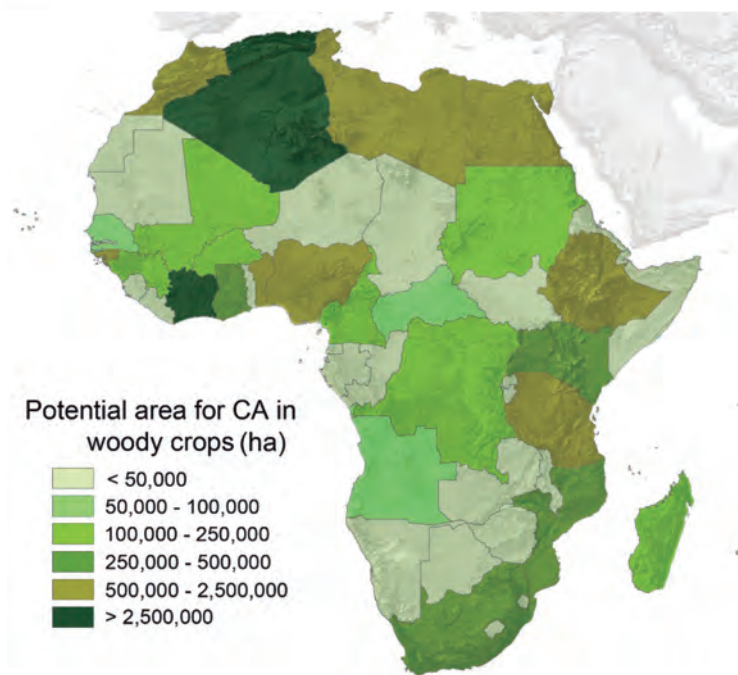 Potential area for CA in
woody crops (ha)
< 50,000
50,000 - 100,000
100,000 - 250,000
250,000 - 500,000
500,000 - 2,500,000
> 2,500,000